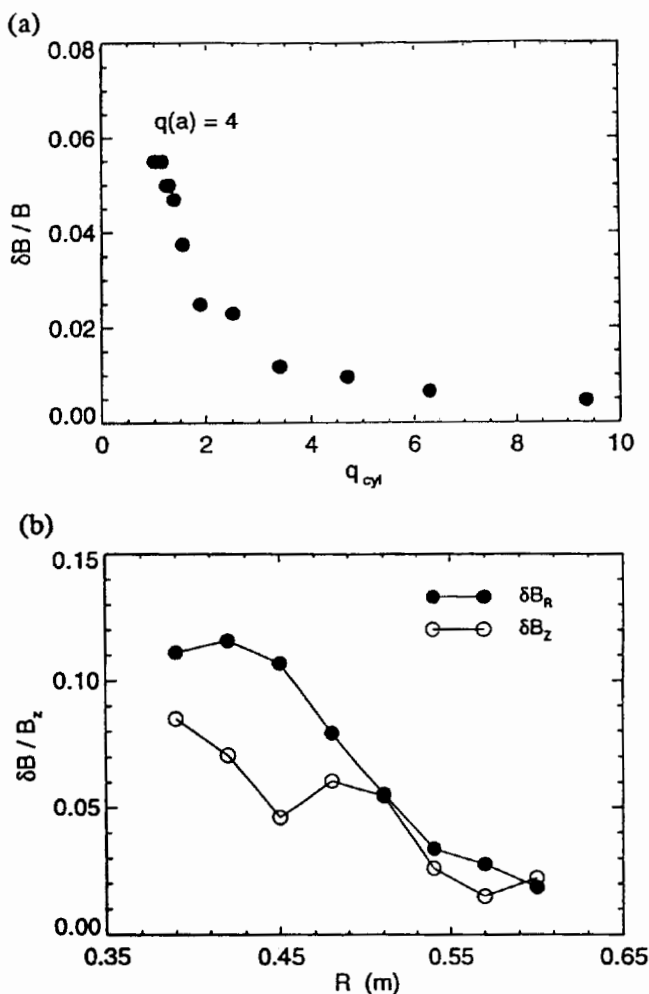 (a)
0.08
0.06
0.04
0.02
0.00
δB / B
q(a) = 4
0 2 4 6 8 10
q_cyl
(b)
0.15
0.10
0.05
0.00
δB / B_z
δB_R
δB_Z
0.35 0.45 0.55 0.65
R (m)